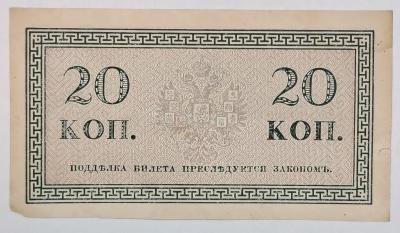 20 20
КОП. КОП.
ПОДДѢЛКА БИЛЕТА ПРЕСЛѢДУЕТСЯ ЗАКОНОМЪ.